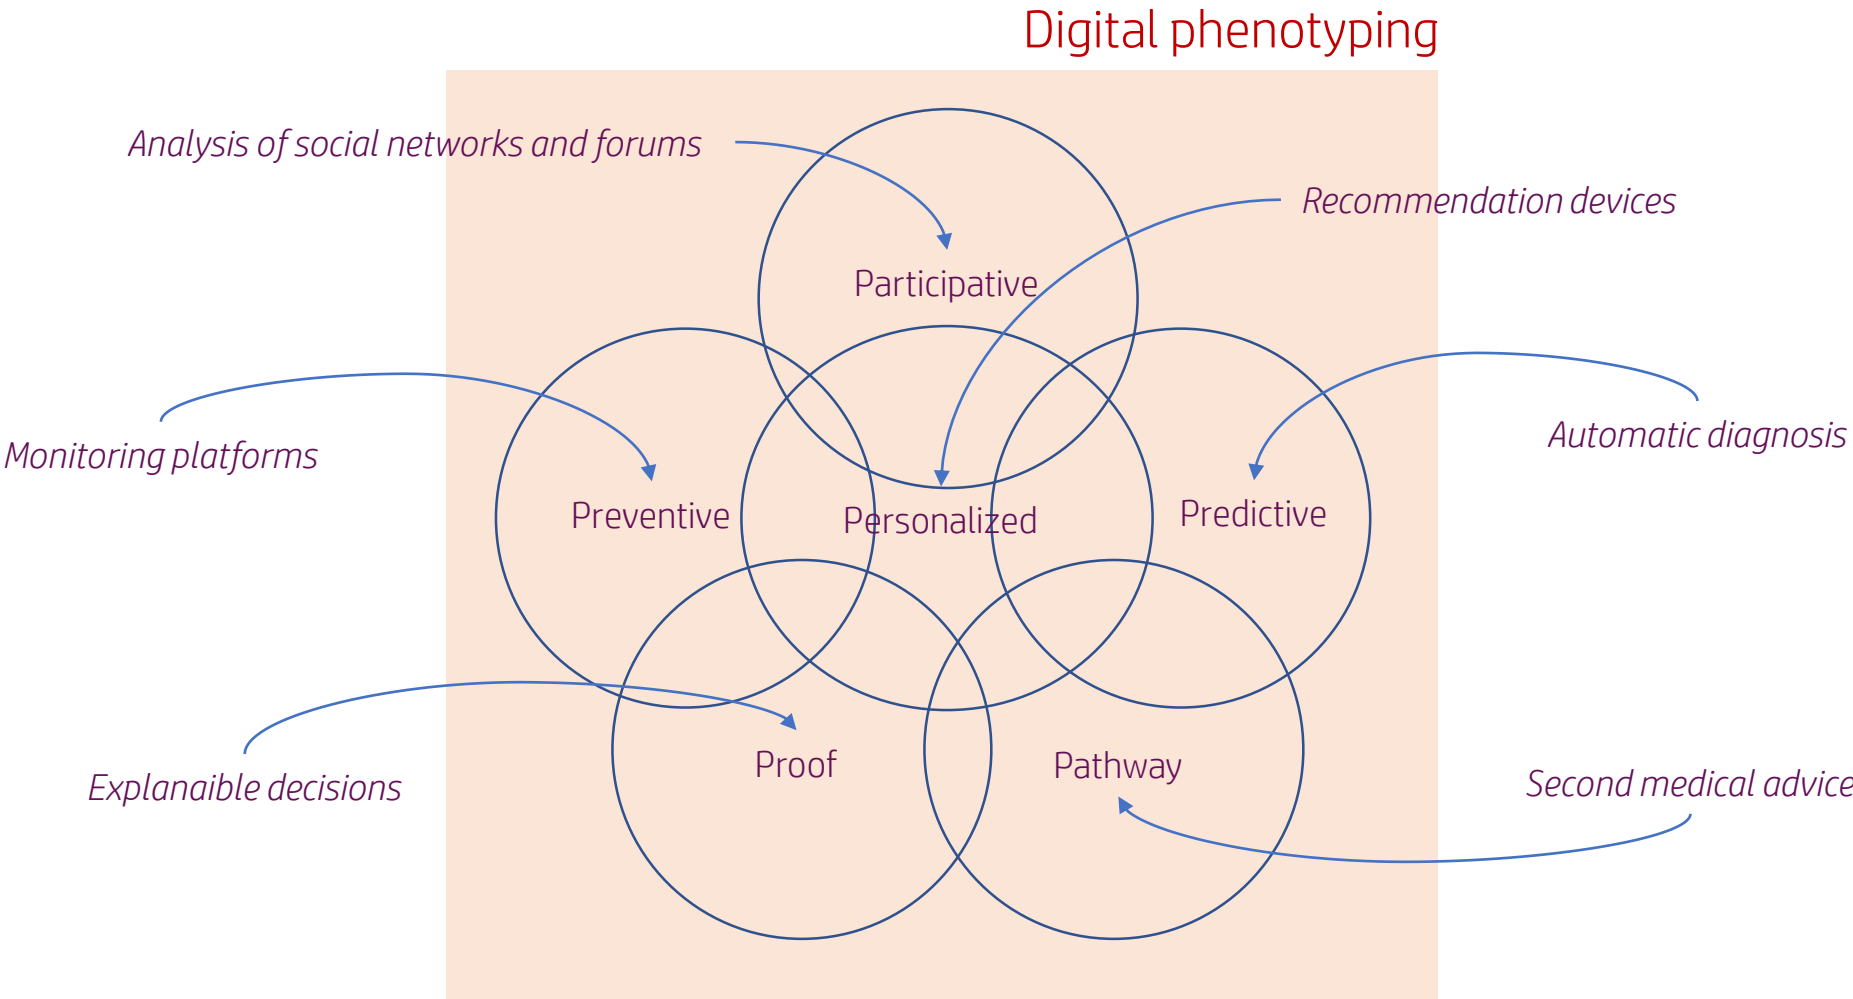 Digital phenotyping
Analysis of social networks and forums
Recommendation devices
Participative
Automatic diagnosis
Monitoring platforms
Preventive
Personalized
Predictive
Proof
Pathway
Explanaible decisions
Second medical advice